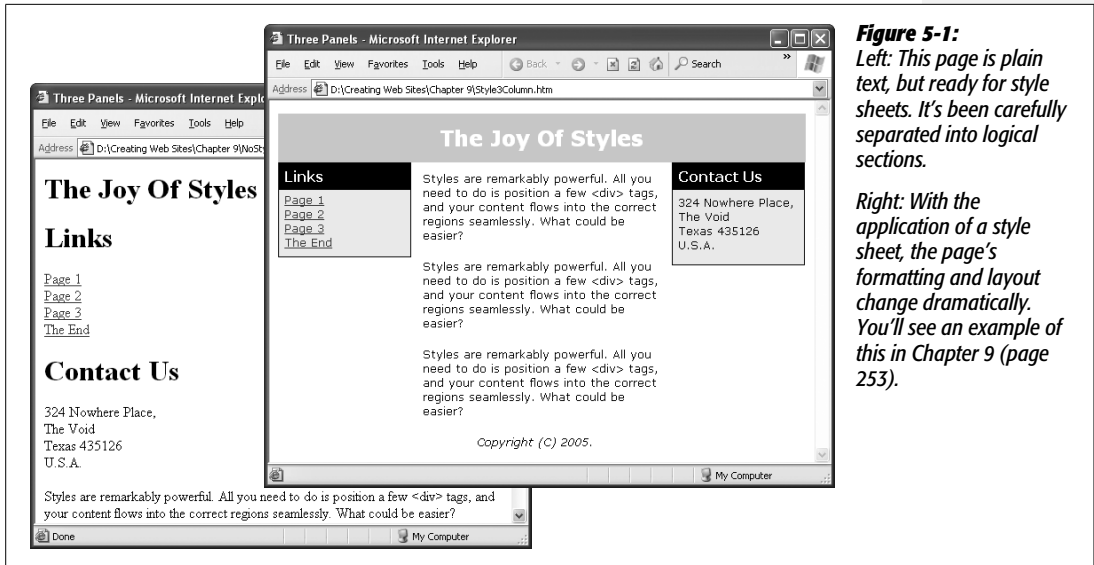 Three Panels - Microsoft Internet Explo
File Edit View Favorites Tools Help
Address D:\Creating Web Sites\Chapter 9\NoSty
The Joy Of Styles
Links
Page 1
Page 2
Page 3
The End
Contact Us
324 Nowhere Place,
The Void
Texas 435126
U.S.A.
Styles are remarkably powerful. All you need to do is position a few <div> tags, and
your content flows into the correct regions seamlessly. What could be easier?
Done
My Computer
Three Panels - Microsoft Internet Explorer
File Edit View Favorites Tools Help Back Search »
Address D:\Creating Web Sites\Chapter 9\Style3Column.htm
The Joy Of Styles
Links
Page 1
Page 2
Page 3
The End
Styles are remarkably powerful. All you
need to do is position a few <div> tags,
and your content flows into the correct
regions seamlessly. What could be
easier?
Styles are remarkably powerful. All you
need to do is position a few <div> tags,
and your content flows into the correct
regions seamlessly. What could be
easier?
Styles are remarkably powerful. All you
need to do is position a few <div> tags,
and your content flows into the correct
regions seamlessly. What could be
easier?
Copyright (C) 2005.
Contact Us
324 Nowhere Place,
The Void
Texas 435126
U.S.A.
My Computer
Figure 5-1:
Left: This page is plain
text, but ready for style
sheets. It's been carefully
separated into logical
sections.
Right: With the
application of a style
sheet, the page's
formatting and layout
change dramatically.
You'll see an example of
this in Chapter 9 (page
253).